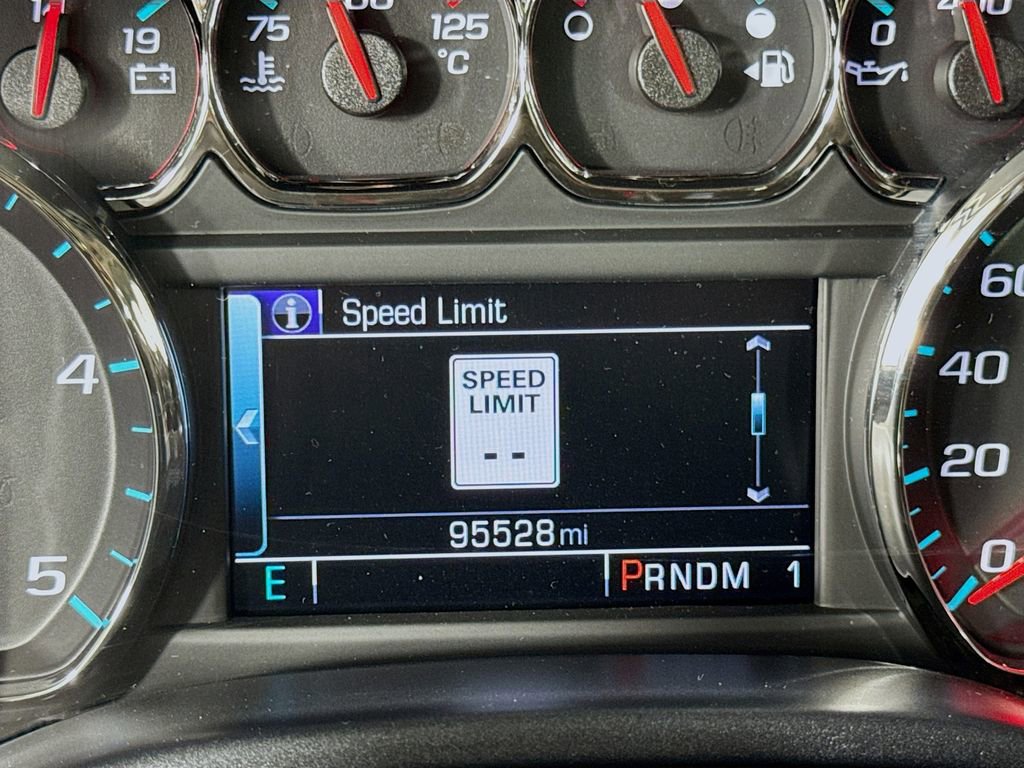 19
75
125
°C
0
Speed Limit
SPEED
LIMIT
--
95528 mi
E
PRNDM 1
4
5
60
40
20
0